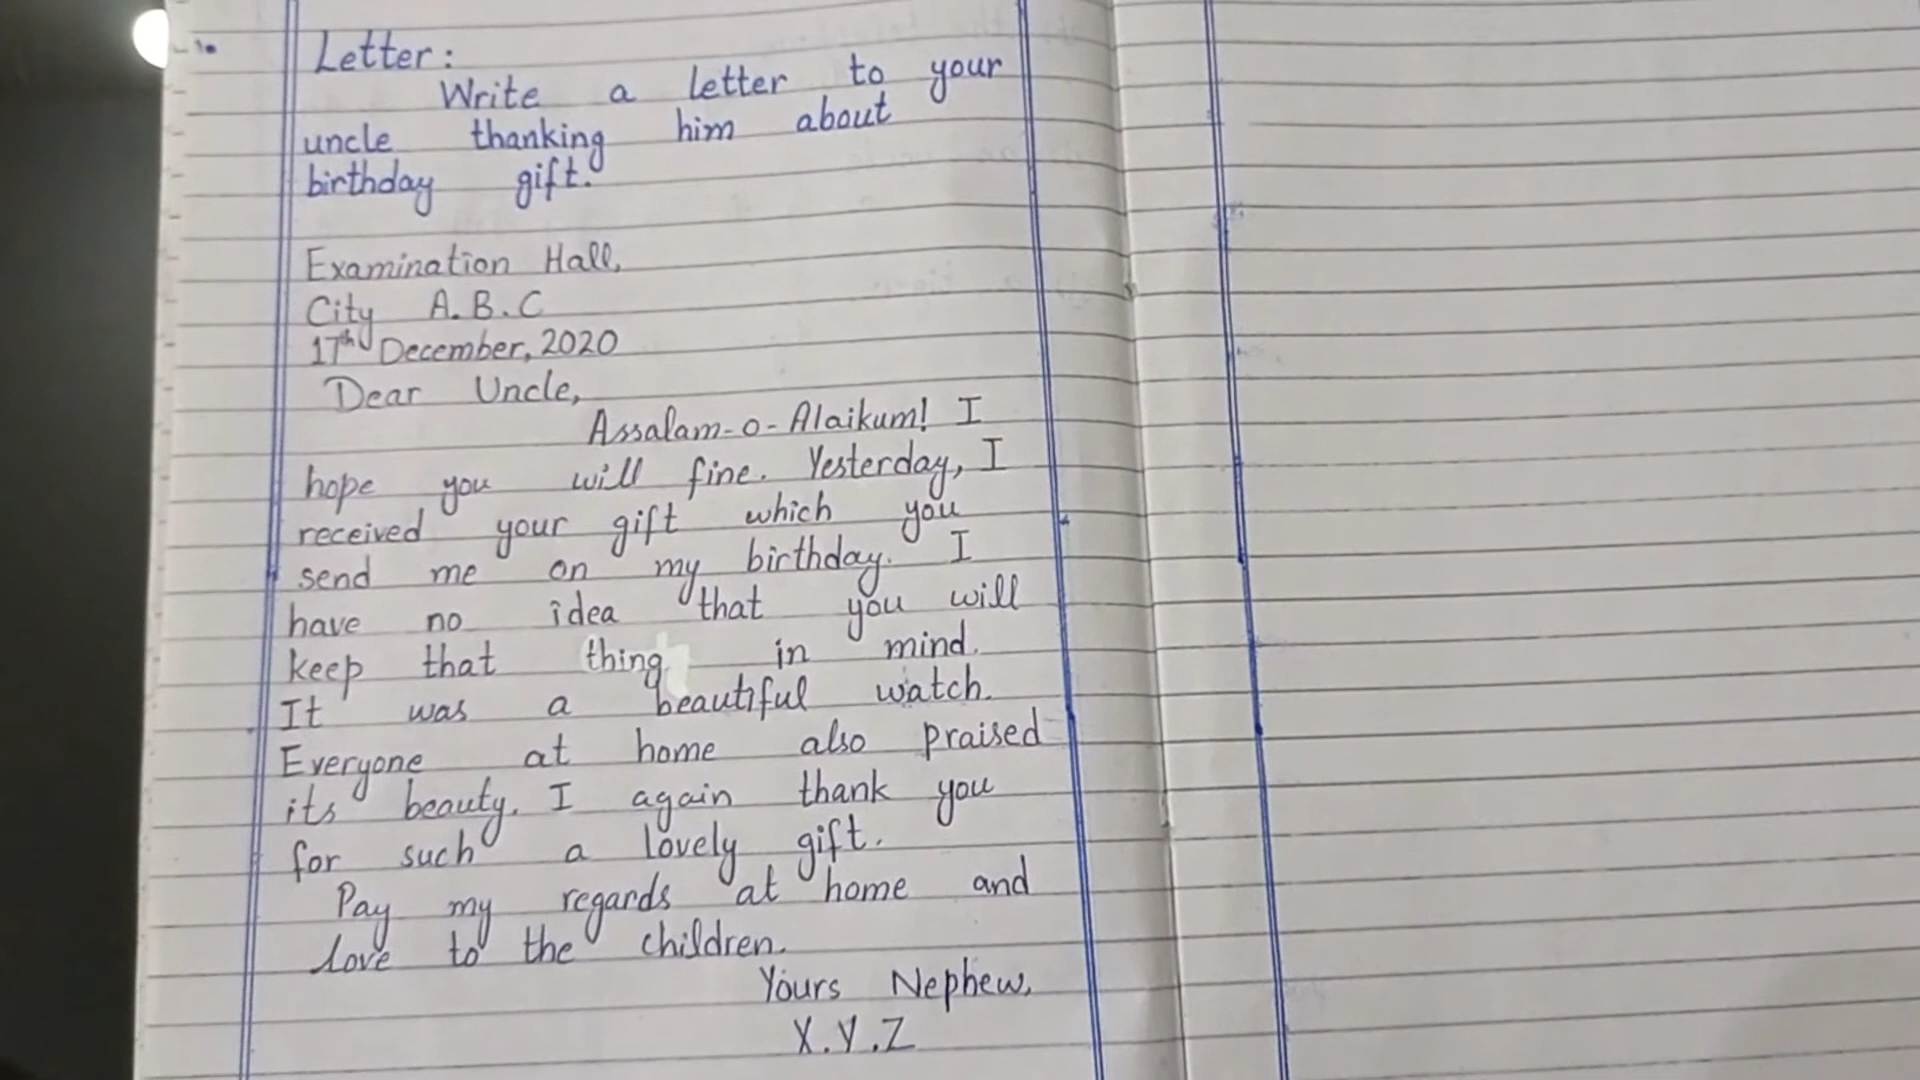 Letter:
Write a letter to your
uncle thanking him about
birthday gift.
Examination Hall,
City A.B.C
17th December, 2020
Dear Uncle,
Assalam-o-Alaikum! I
hope you will fine. Yesterday, I
received your gift which you
send me on my birthday. I
have no idea that you will
keep that thing in mind.
It was a beautiful watch.
Everyone at home also praised
its beauty. I again thank you
for such a lovely gift.
Pay my regards at home and
love to the children.
Yours Nephew,
X.Y.Z